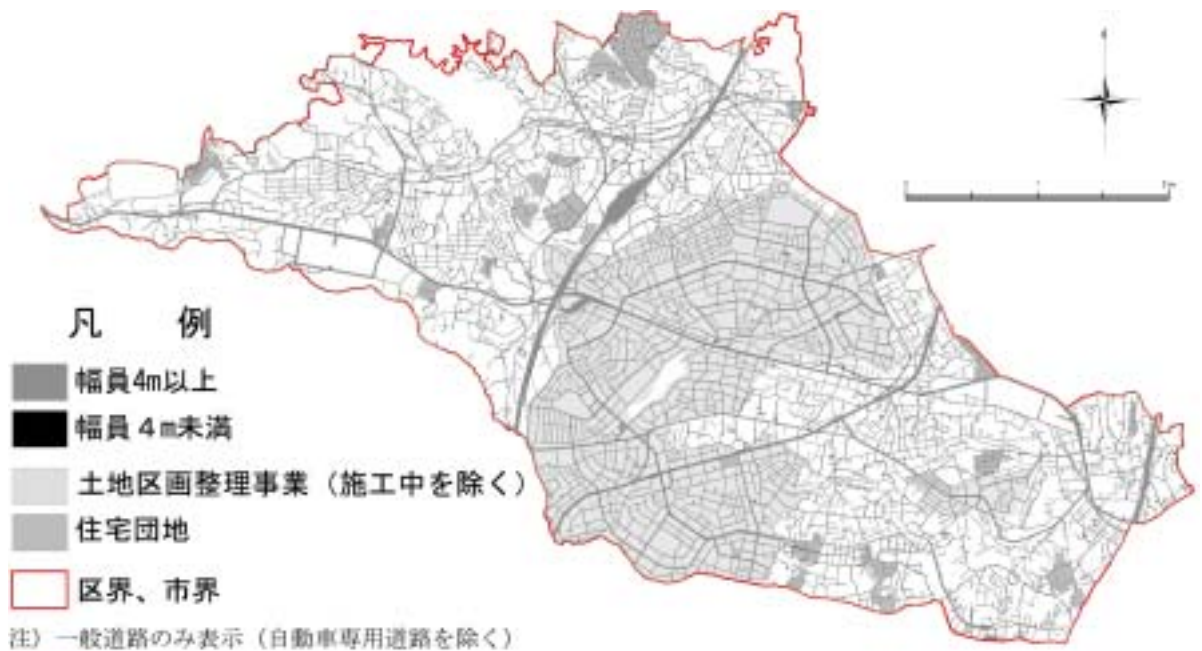 凡 例
幅員4m以上
幅員4m未満
土地区画整理事業（施工中を除く）
住宅団地
区界、市界
注） 一般道路のみ表示（自動車専用道路を除く）